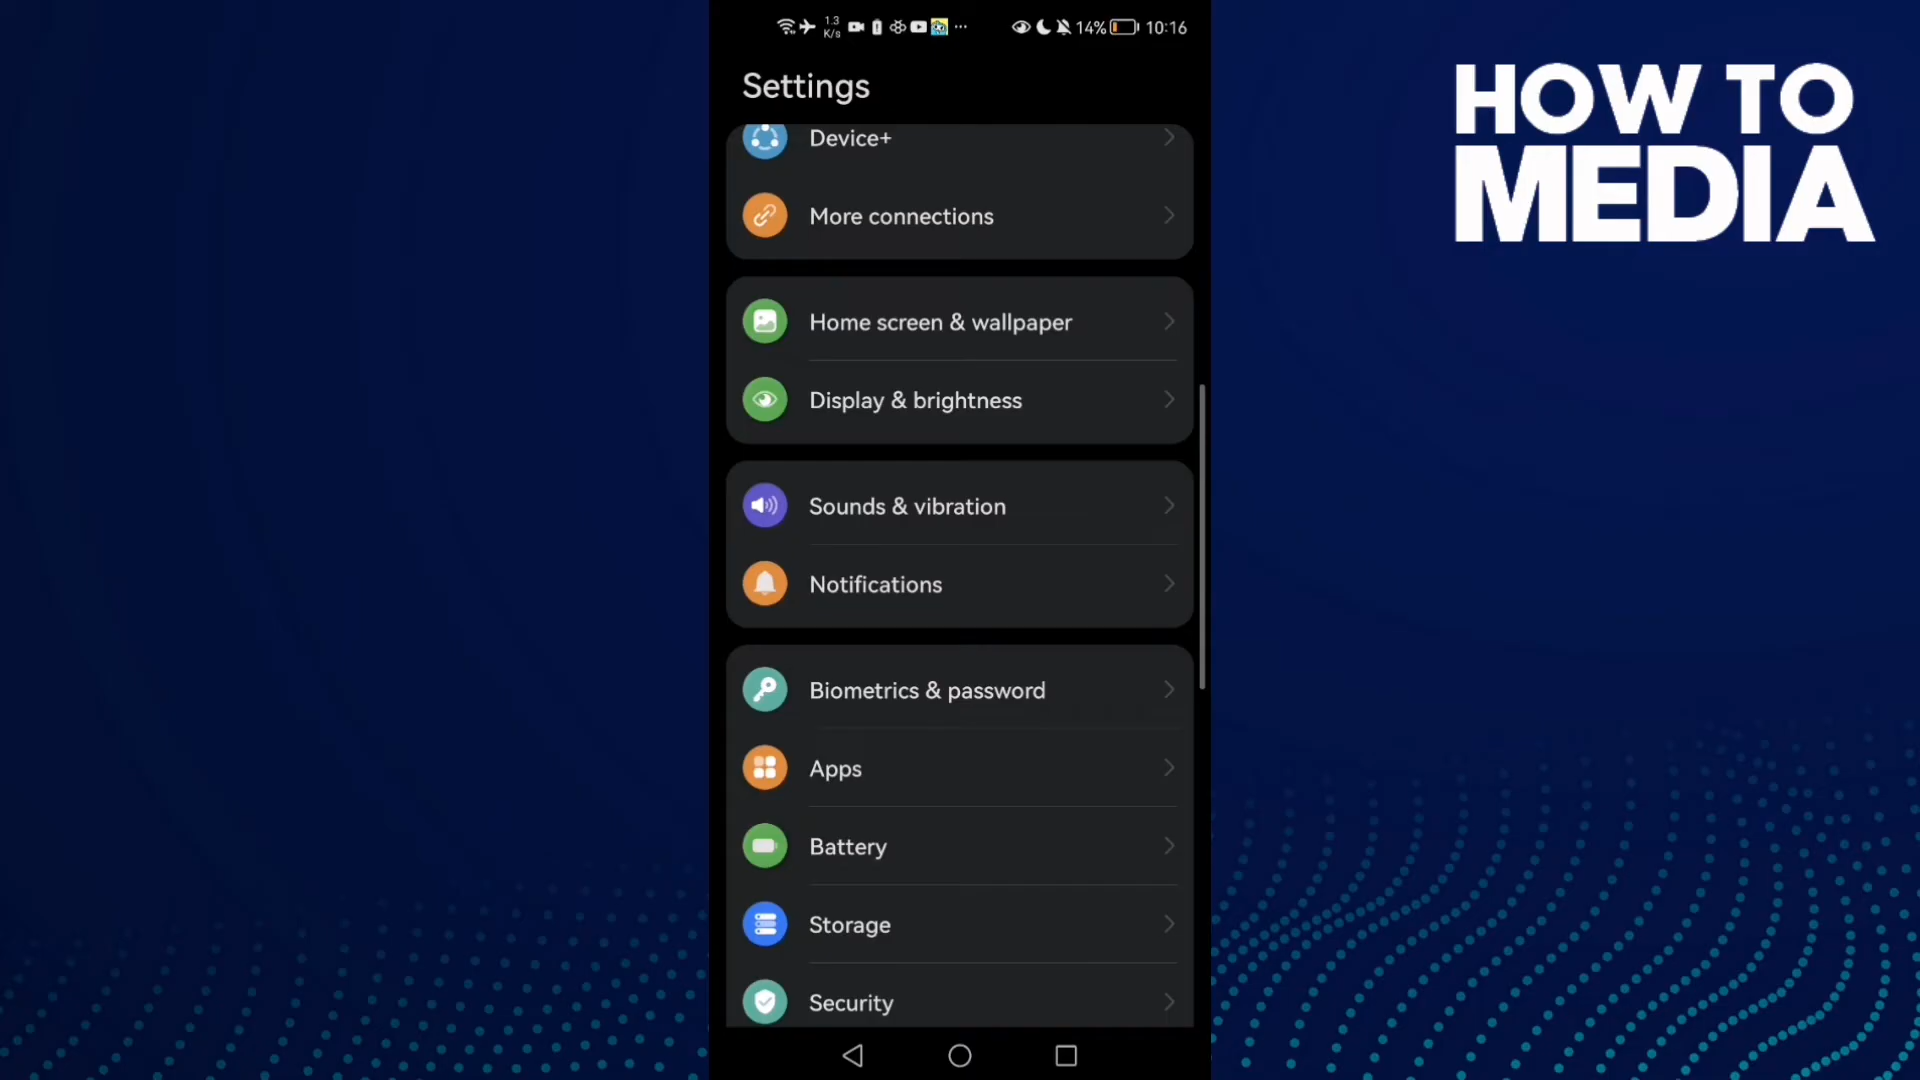 1.3
K/s
14%
10:16
Settings
Device+
More connections
Home screen & wallpaper
Display & brightness
Sounds & vibration
Notifications
Biometrics & password
Apps
Battery
Storage
Security
HOW TO
MEDIA